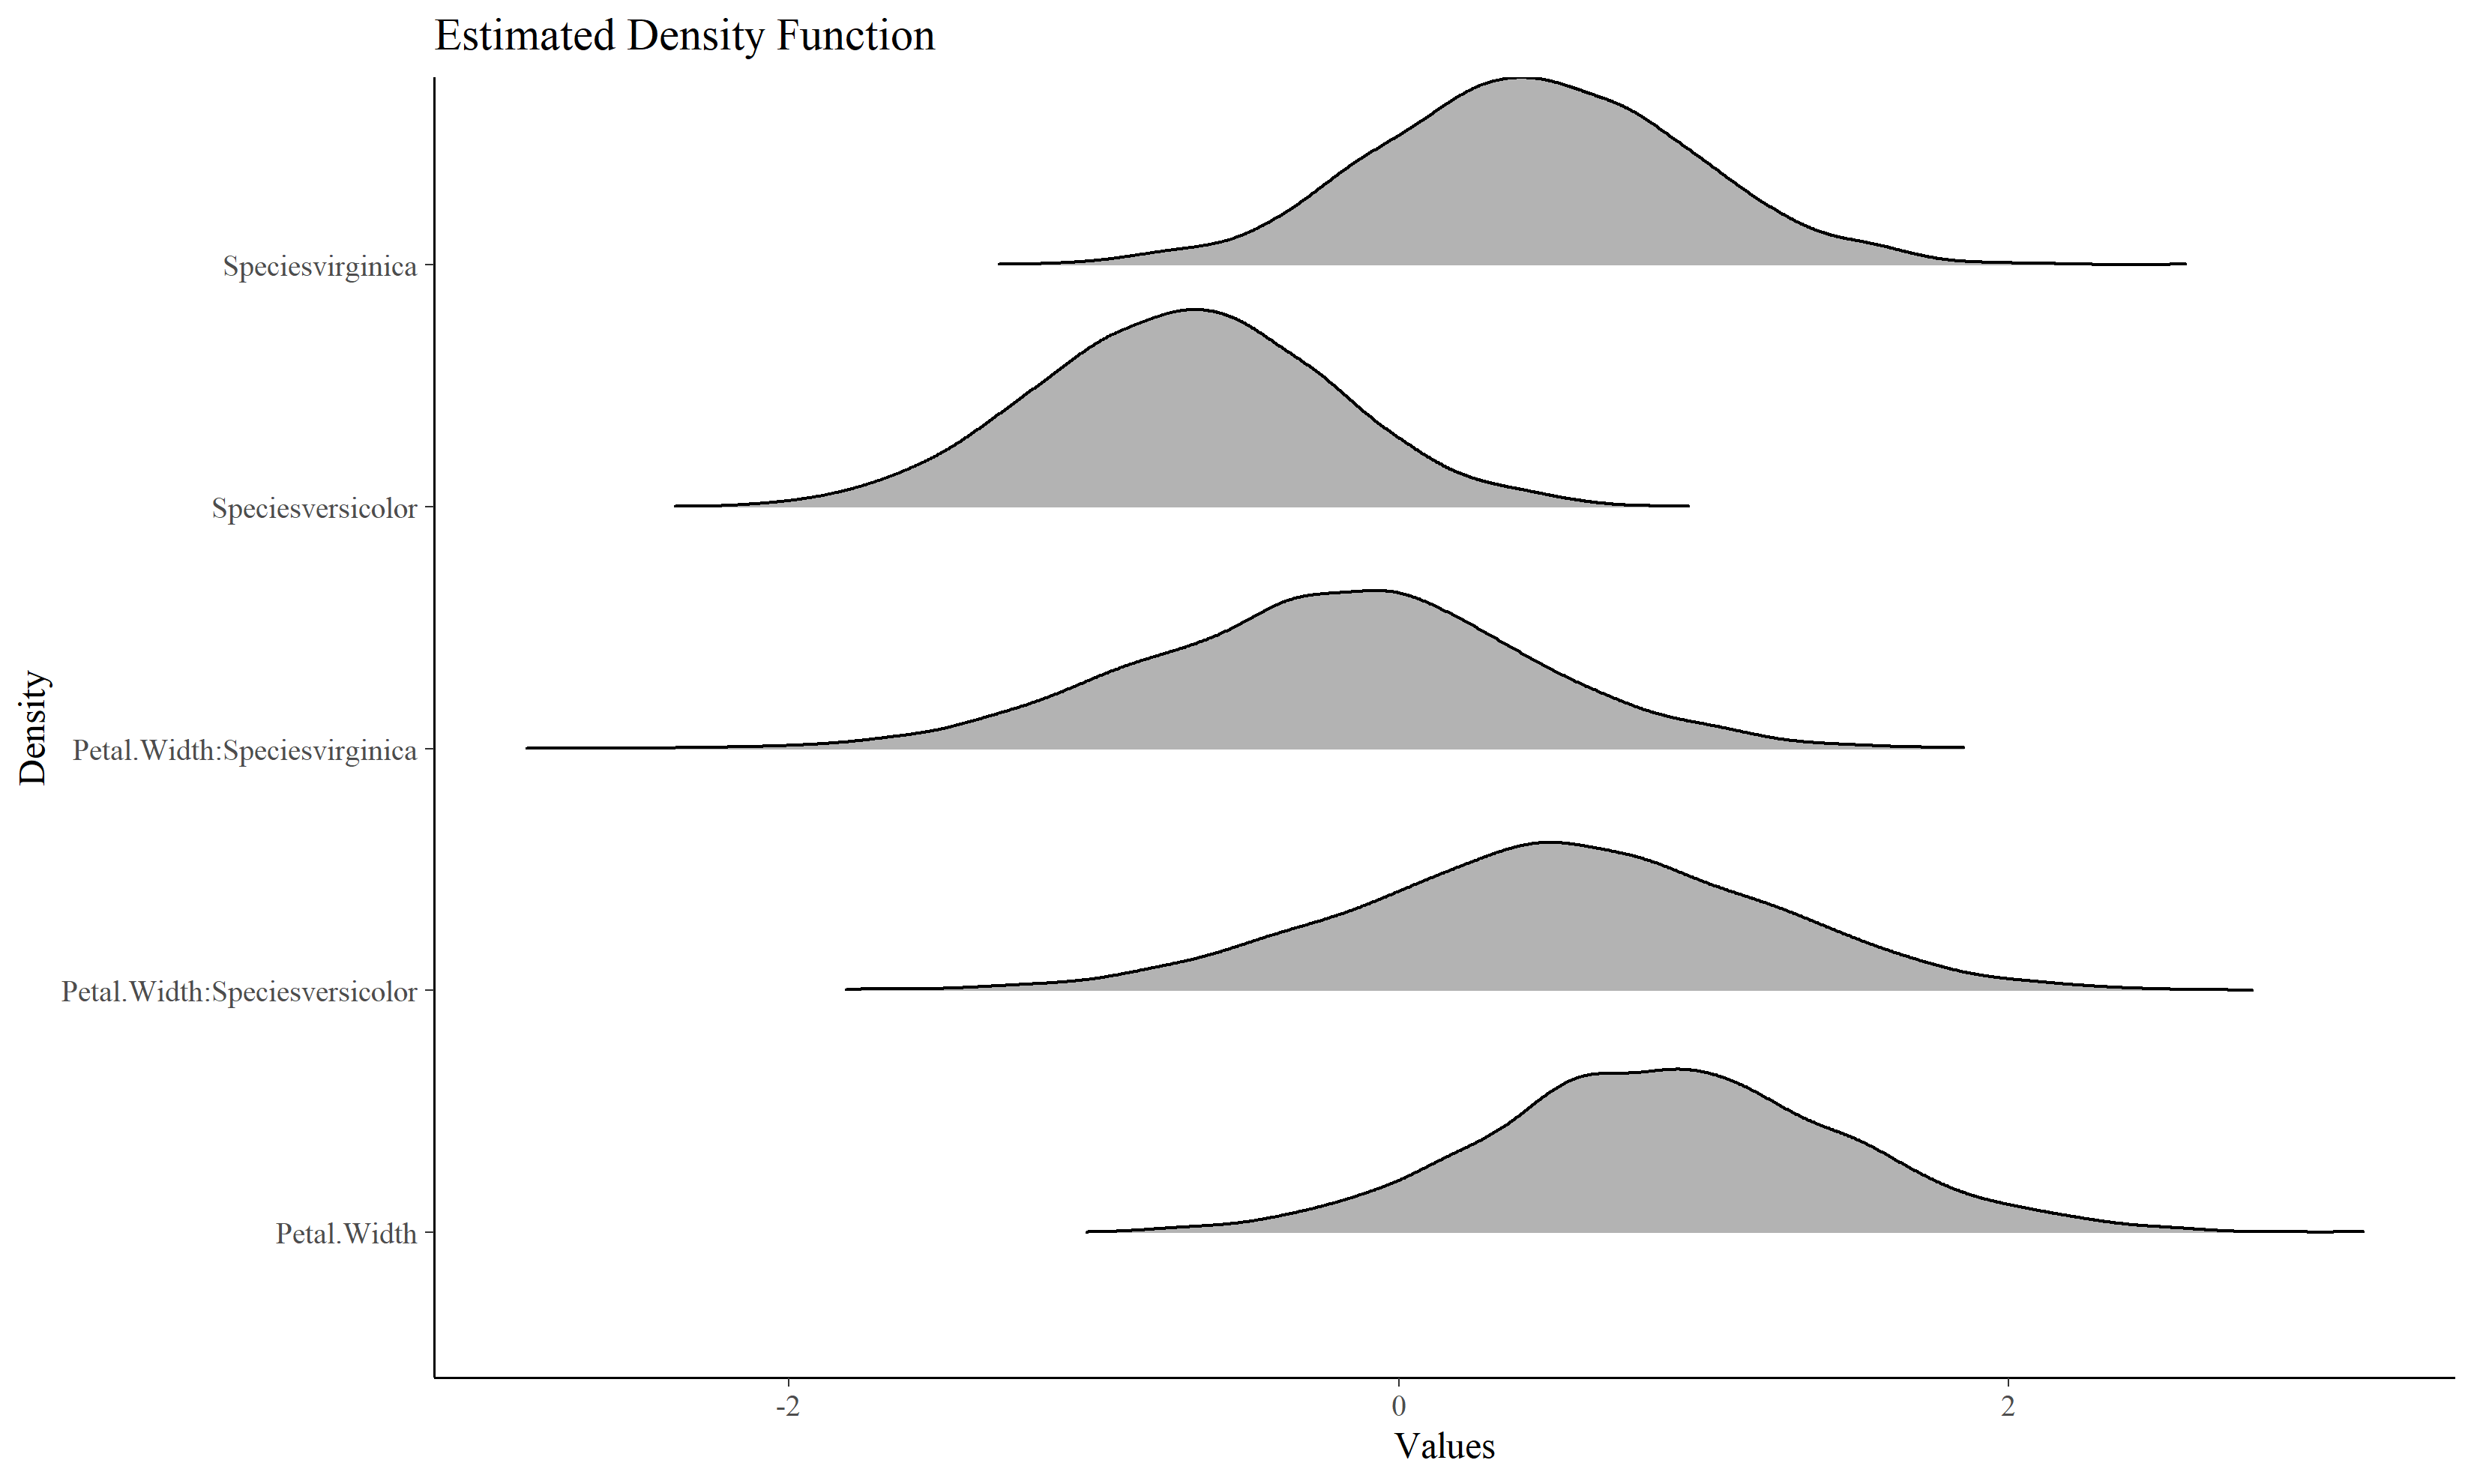 Estimated Density Function
Speciesvirginica
Speciesversicolor
Petal.Width:Speciesvirginica
Petal.Width:Speciesversicolor
Petal.Width
Density
-2
0
2
Values